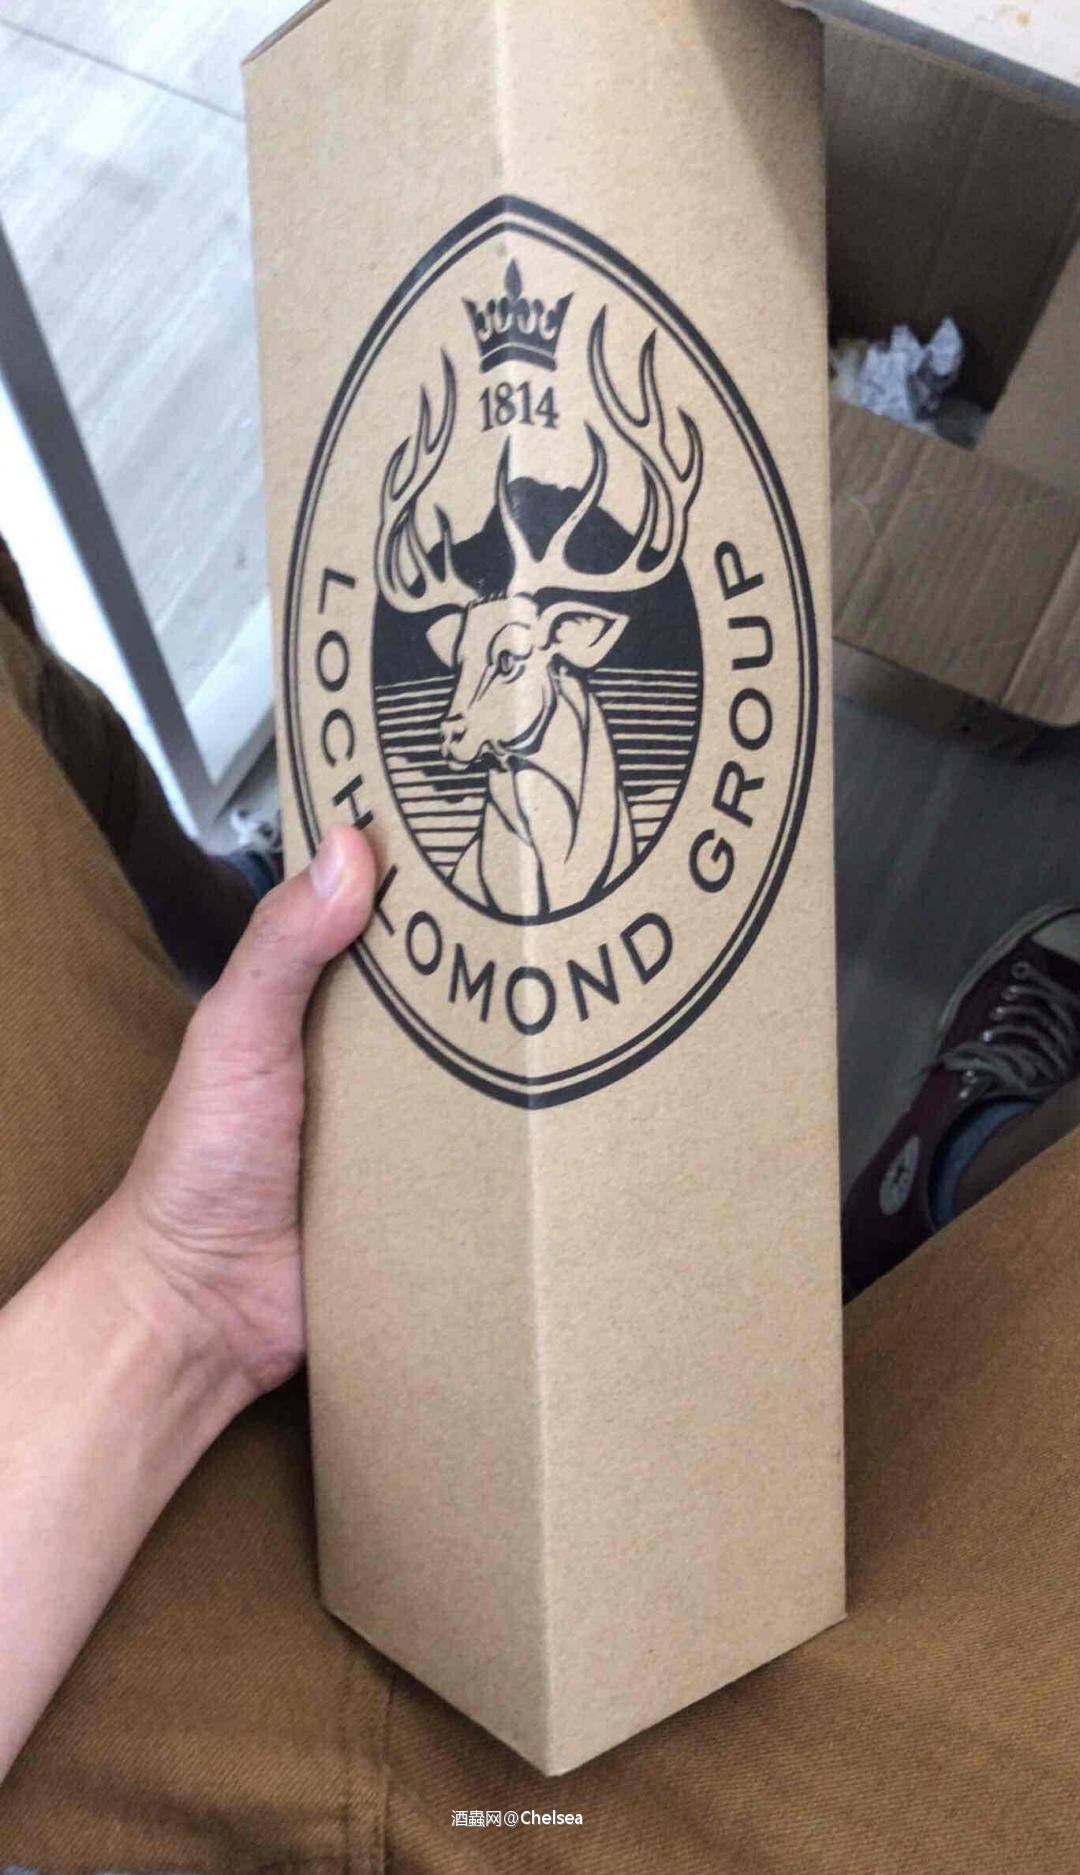 1814
LOCH LOMOND GROUP
酒蟲网@Chelsea